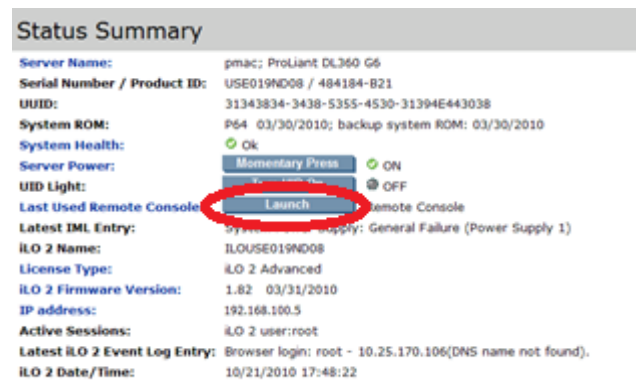 Status Summary
Server Name: pmac; ProLiant DL360 G6
Serial Number / Product ID: USE019ND08 / 484184-B21
UUID: 31343834-3438-5355-4530-31394E443038
System ROM: P64 03/30/2010; backup system ROM: 03/30/2010
System Health: Ok
Server Power: Momentary Press ON
UID Light: OFF
Last Used Remote Console Launch Remote Console
Latest IML Entry: Supply: General Failure (Power Supply 1)
iLO 2 Name: ILOUSE019ND08
License Type: iLO 2 Advanced
iLO 2 Firmware Version: 1.82 03/31/2010
IP address: 192.168.100.5
Active Sessions: iLO 2 user:root
Latest iLO 2 Event Log Entry: Browser login: root - 10.25.170.106(DNS name not found).
iLO 2 Date/Time: 10/21/2010 17:48:22